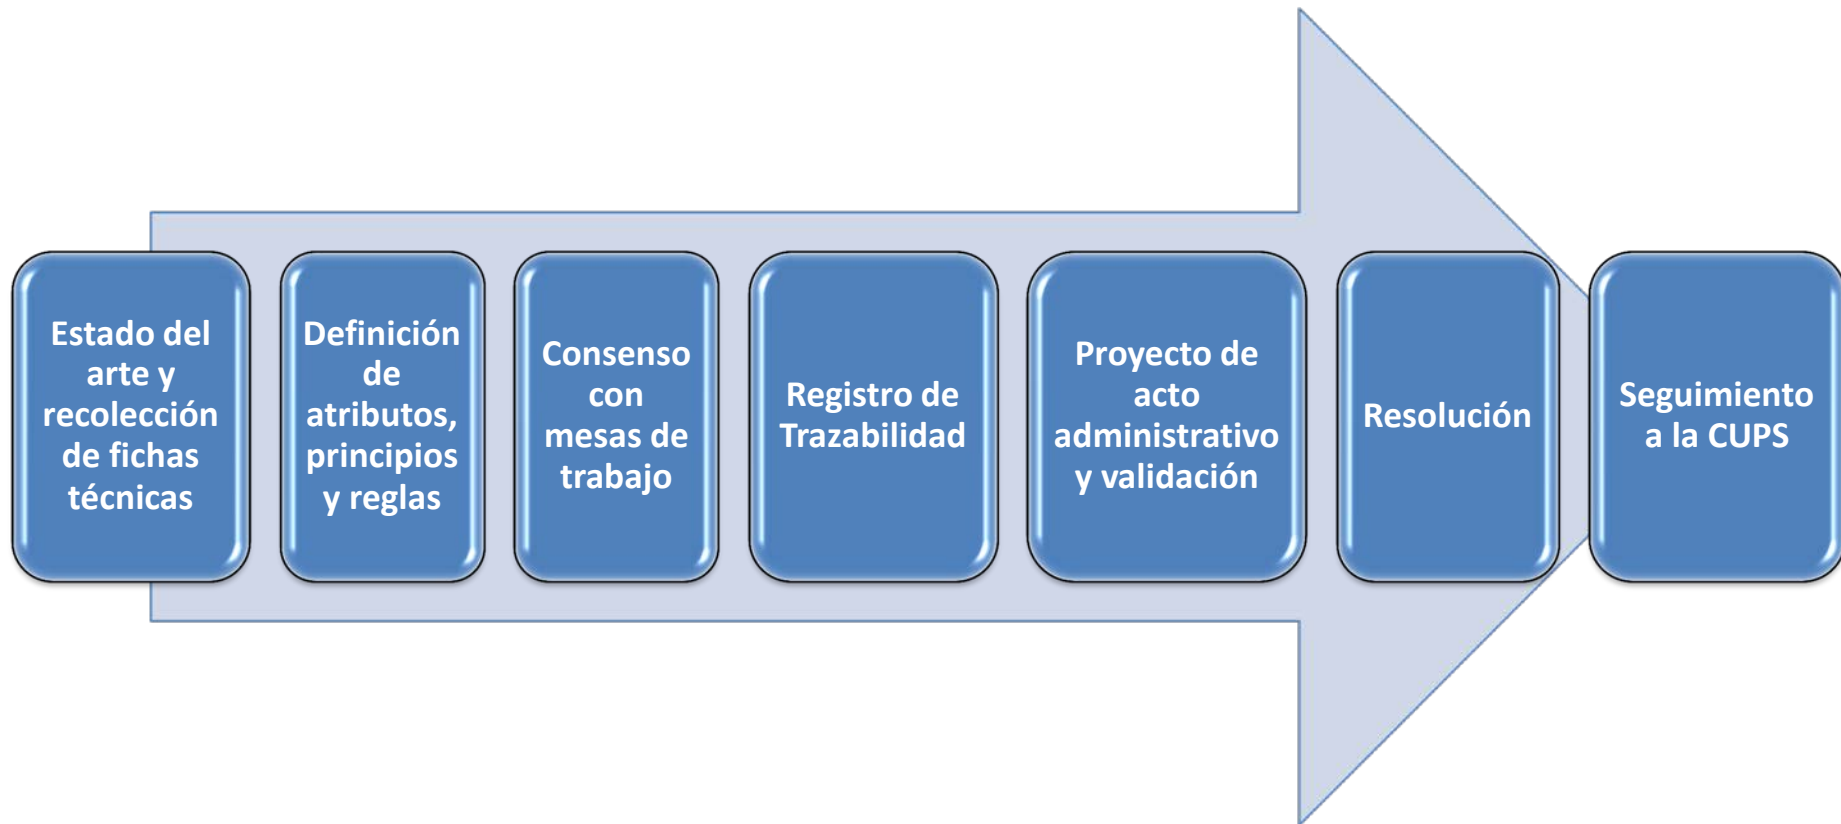 Estado del
arte y
recolección
de fichas
técnicas
Definición
de
atributos,
principios
y reglas
Consenso
con
mesas de
trabajo
Registro de
Trazabilidad
Proyecto de
acto
administrativo
y validación
Resolución
Seguimiento
a la CUPS